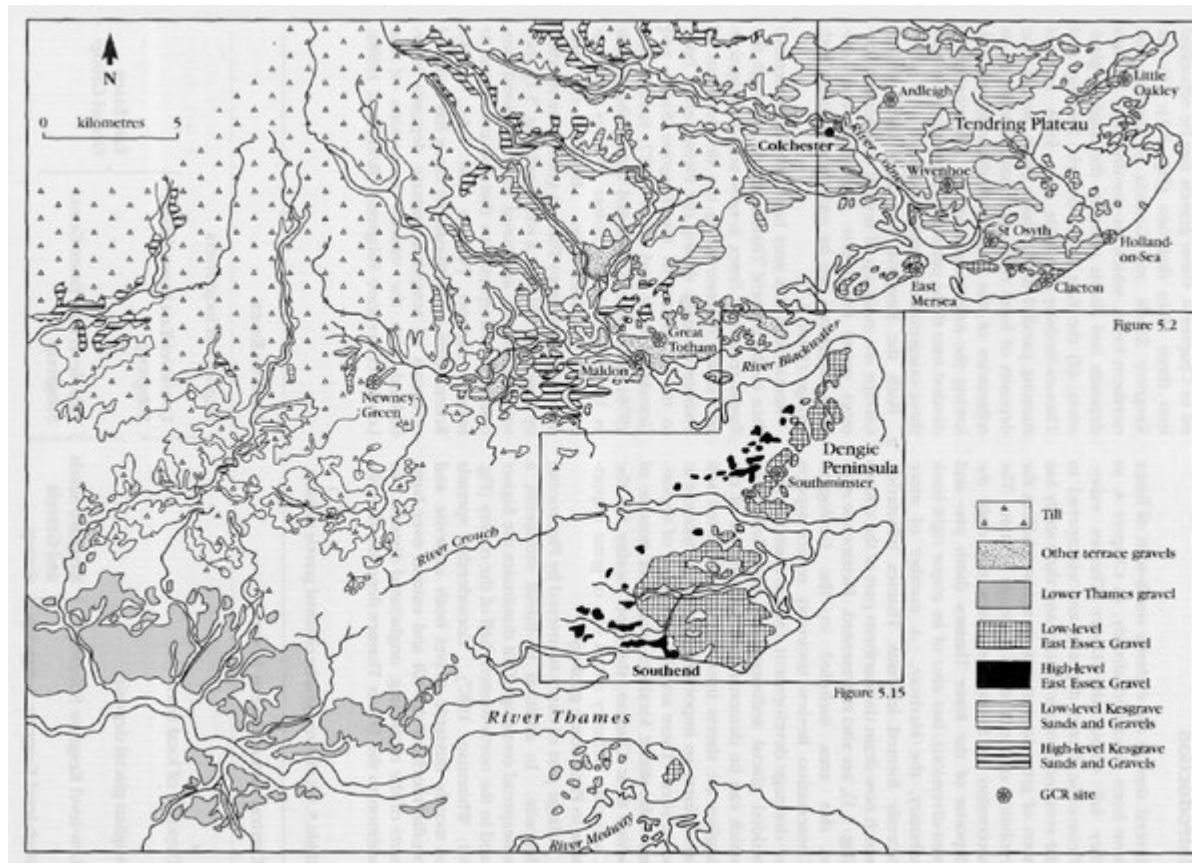 N
0 kilometres 5
Colchester
River Colne
Ardleigh
Little
Oakley
Tendring Plateau
Wivenhoe
St Osyth
Holland-
on-Sea
Clacton
East
Mersea
Figure 5.2
Great
Totham
Maldon
River Blackwater
Newney
Green
Dengie
Peninsula
Southminster
River Crouch
Southend
Figure 5.15
River Thames
River Medway
Till
Other terrace gravels
Lower Thames gravel
Low-level
East Essex Gravel
High-level
East Essex Gravel
Low-level Kesgrave
Sands and Gravels
High-level Kesgrave
Sands and Gravels
GCR site